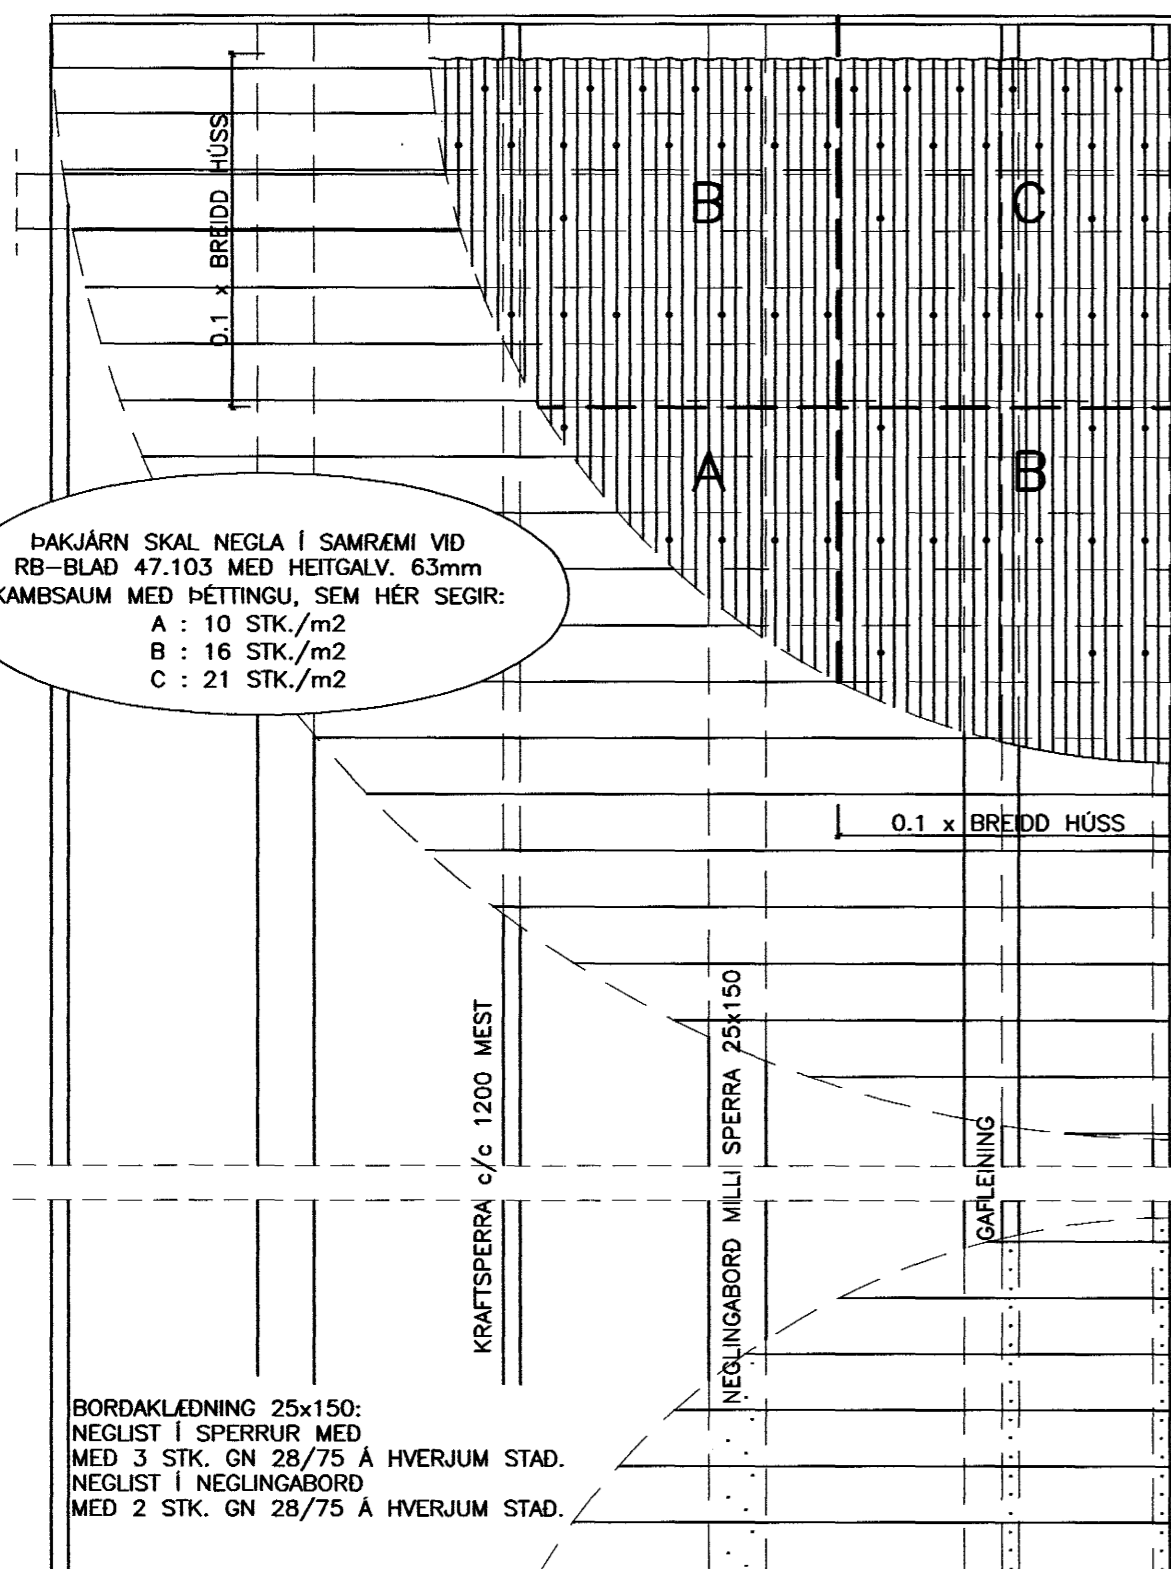 0.1 x BREIDD HÚSS
B
C
A
B
ÞAKJÁRN SKAL NEGLA Í SAMRÆMI VIÐ
RB-BLAÐ 47.103 MEÐ HEITGALV. 63mm
KAMBSAUM MEÐ ÞÉTTINGU, SEM HÉR SEGIR:
A : 10 STK./m2
B : 16 STK./m2
C : 21 STK./m2
0.1 x BREIDD HÚSS
KRAFTSPERRA c/c 1200 MEST
NEGLINGABORÐ MILLI SPERRA 25x150
GAFLEINING
BORÐAKLÆÐNING 25x150:
NEGLIST Í SPERRUR MEÐ
MEÐ 3 STK. GN 28/75 Á HVERJUM STAÐ.
NEGLIST Í NEGLINGABORÐ
MEÐ 2 STK. GN 28/75 Á HVERJUM STAÐ.